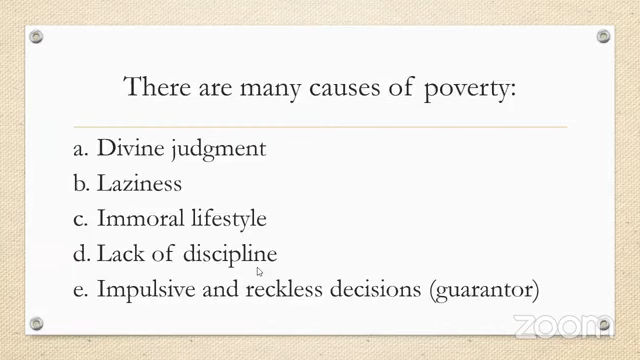 There are many causes of poverty:
a. Divine judgment
b. Laziness
c. Immoral lifestyle
d. Lack of discipline
e. Impulsive and reckless decisions (guarantor)
zoom